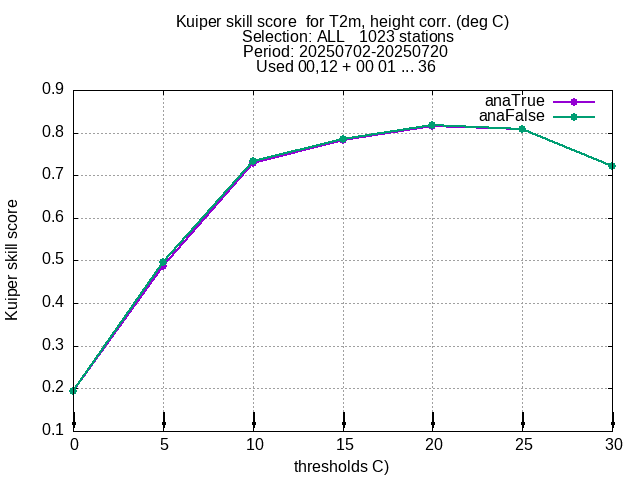 Kuiper skill score  for T2m, height corr. (deg C)
Selection: ALL   1023 stations
Period: 20250702-20250720
Used 00,12 + 00 01 ... 36
anaTrue
anaFalse
0.9
0.8
0.7
0.6
0.5
0.4
0.3
0.2
0.1
Kuiper skill score
0 5 10 15 20 25 30
thresholds C)